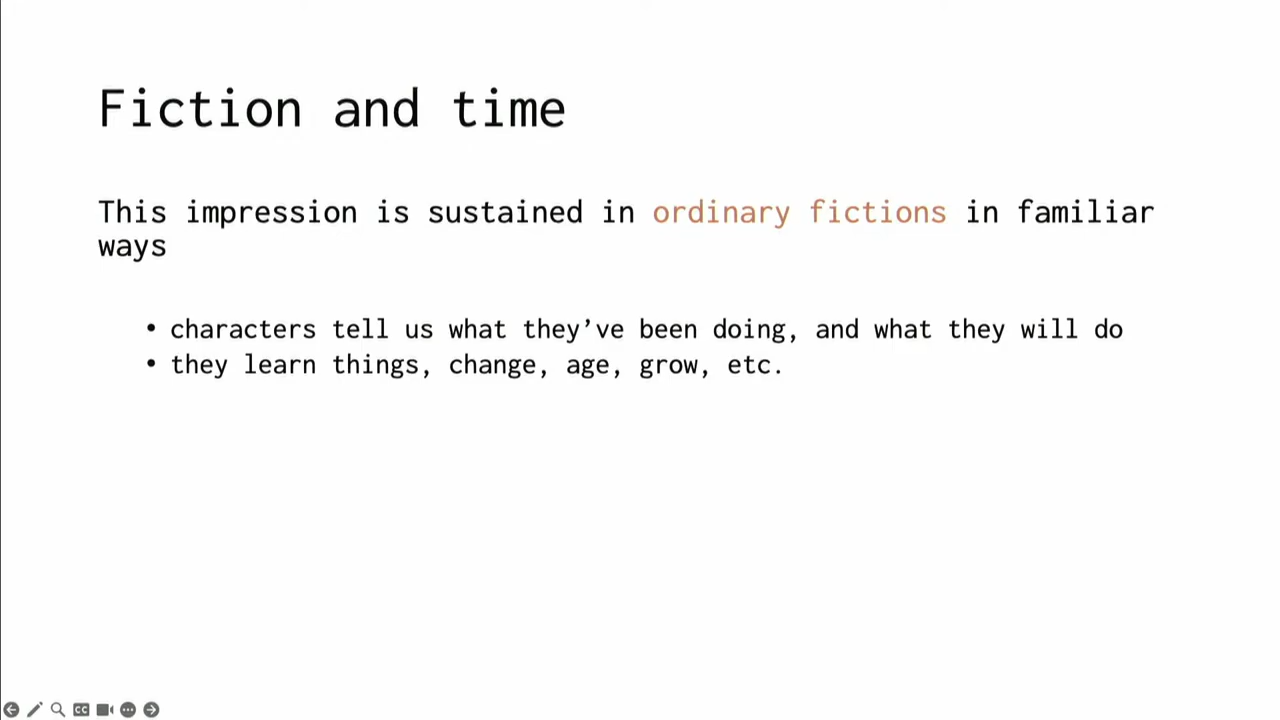 Fiction and time
This impression is sustained in ordinary fictions in familiar
ways
• characters tell us what they’ve been doing, and what they will do
• they learn things, change, age, grow, etc.
CC